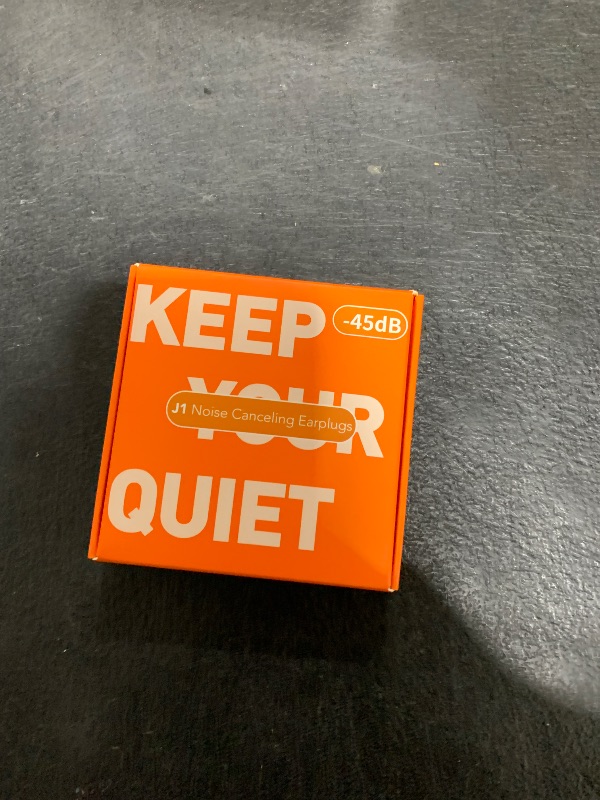 KEEP
-45dB
YOUR
J1 Noise Canceling Earplugs
QUIET